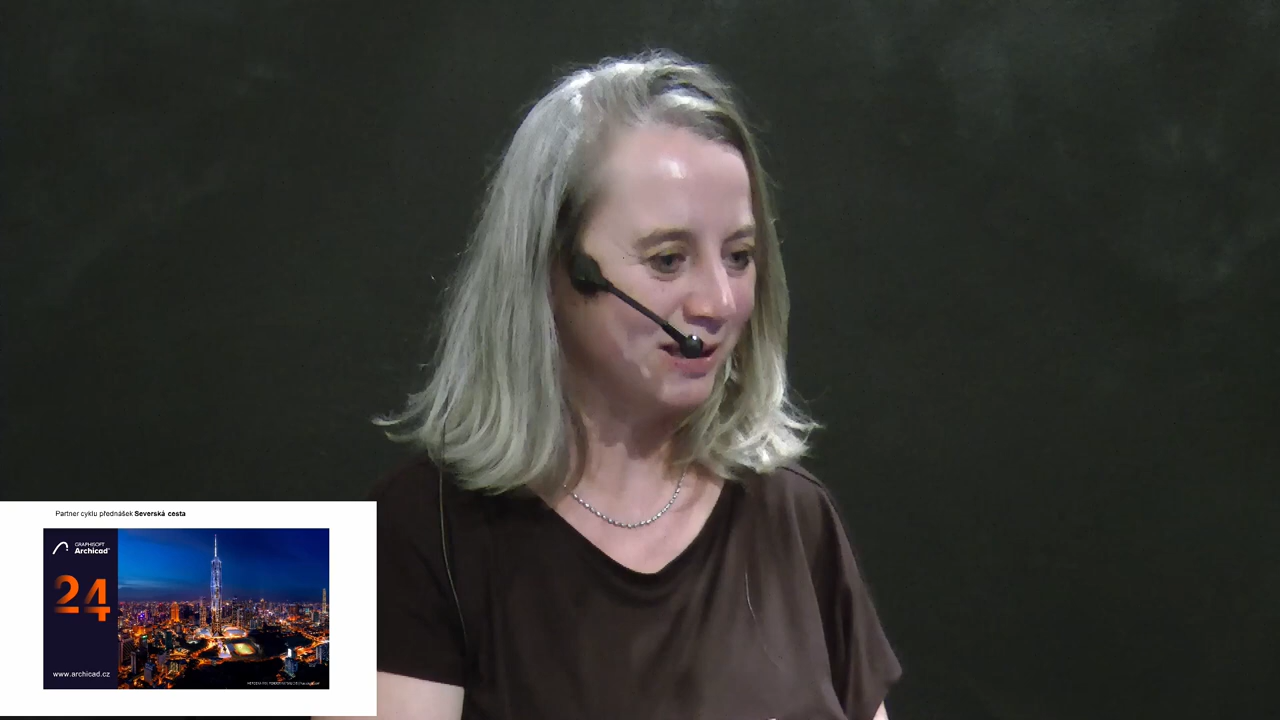 Partner cyklu přednášek Severská cesta
GRAPHISOFT
Archicad
24
www.archicad.cz